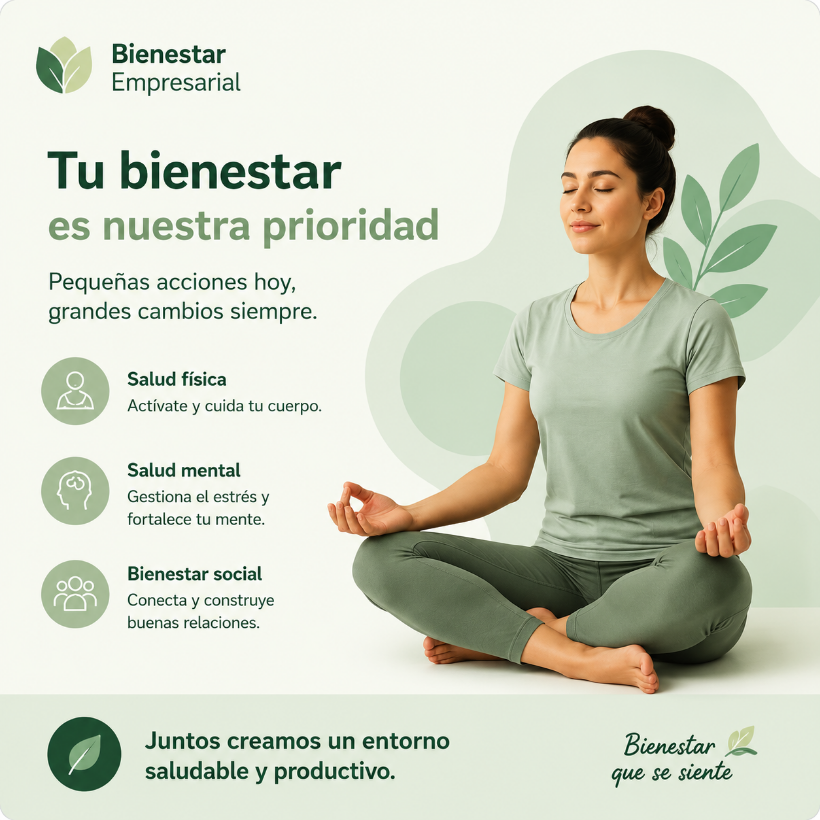 Bienestar
Empresarial
Tu bienestar
es nuestra prioridad
Pequeñas acciones hoy,
grandes cambios siempre.
Salud física
Actívate y cuida tu cuerpo.
Salud mental
Gestiona el estrés y
fortalece tu mente.
Bienestar social
Conecta y construye
buenas relaciones.
Juntos creamos un entorno
saludable y productivo.
Bienestar
que se siente